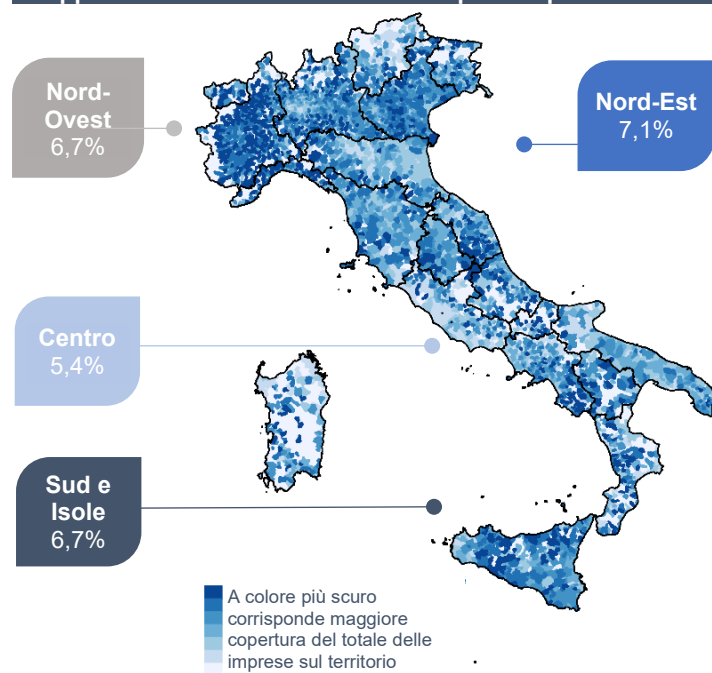 Nord-
Ovest
6,7%
Nord-Est
7,1%
Centro
5,4%
Sud e
Isole
6,7%
A colore più scuro
corrisponde maggiore
copertura del totale delle
imprese sul territorio